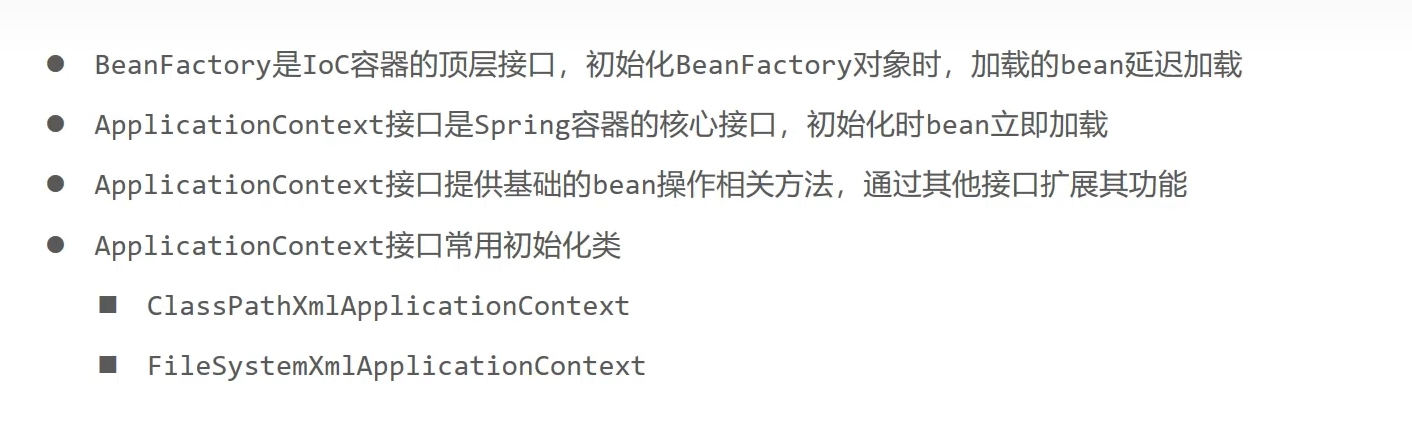 ● BeanFactory是IoC容器的顶层接口，初始化BeanFactory对象时，加载的bean延迟加载
● ApplicationContext接口是Spring容器的核心接口，初始化时bean立即加载
● ApplicationContext接口提供基础的bean操作相关方法，通过其他接口扩展其功能
● ApplicationContext接口常用初始化类
■ ClassPathXmlApplicationContext
■ FileSystemXmlApplicationContext